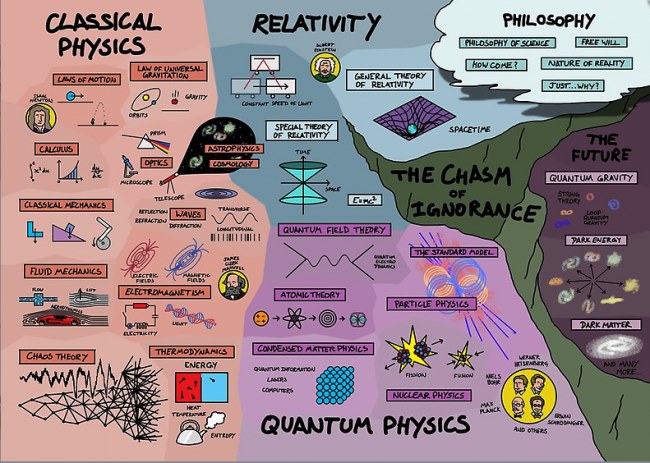 CLASSICAL
PHYSICS
LAWS OF MOTION
ISAAC
NEWTON
LAW OF UNIVERSAL
GRAVITATION
ORBITS
GRAVITY
CALCULUS
PRISM
OPTICS
MICROSCOPE
TELESCOPE
ASTROPHYSICS
COSMOLOGY
CLASSICAL MECHANICS
REFLECTION
REFRACTION
WAVES
DIFFRACTION
TRANSVERSE
LONGITUDINAL
FLUID MECHANICS
FLOW
LIFT
AERODYNAMICS
ELECTRIC
FIELDS
MAGNETIC
FIELDS
JAMES
CLERK
MAXWELL
ELECTROMAGNETISM
ELECTRICITY
LIGHT
CHAOS THEORY
THERMODYNAMICS
ENERGY
HEAT
TEMPERATURE
ENTROPY
RELATIVITY
ALBERT
EINSTEIN
CONSTANT SPEED OF LIGHT
GENERAL THEORY
OF RELATIVITY
SPACETIME
SPECIAL THEORY
OF RELATIVITY
TIME
SPACE
E=mc²
PHILOSOPHY
PHILOSOPHY OF SCIENCE
FREE WILL
HOW COME?
NATURE OF REALITY
JUST...WHY?
THE CHASM
OF
IGNORANCE
THE
FUTURE
QUANTUM GRAVITY
STRING
THEORY
LOOP
QUANTUM
GRAVITY
DARK ENERGY
DARK MATTER
AND MANY
MORE
QUANTUM FIELD THEORY
QUANTUM
ELECTRO
DYNAMICS
THE STANDARD MODEL
ATOMIC THEORY
PARTICLE PHYSICS
CONDENSED MATTER PHYSICS
QUANTUM INFORMATION
LASERS
COMPUTERS
FISSION
FUSION
NUCLEAR PHYSICS
WERNER
HEISENBERG
NIELS
BOHR
MAX
PLANCK
ERWIN
SCHRODINGER
AND OTHERS
QUANTUM PHYSICS